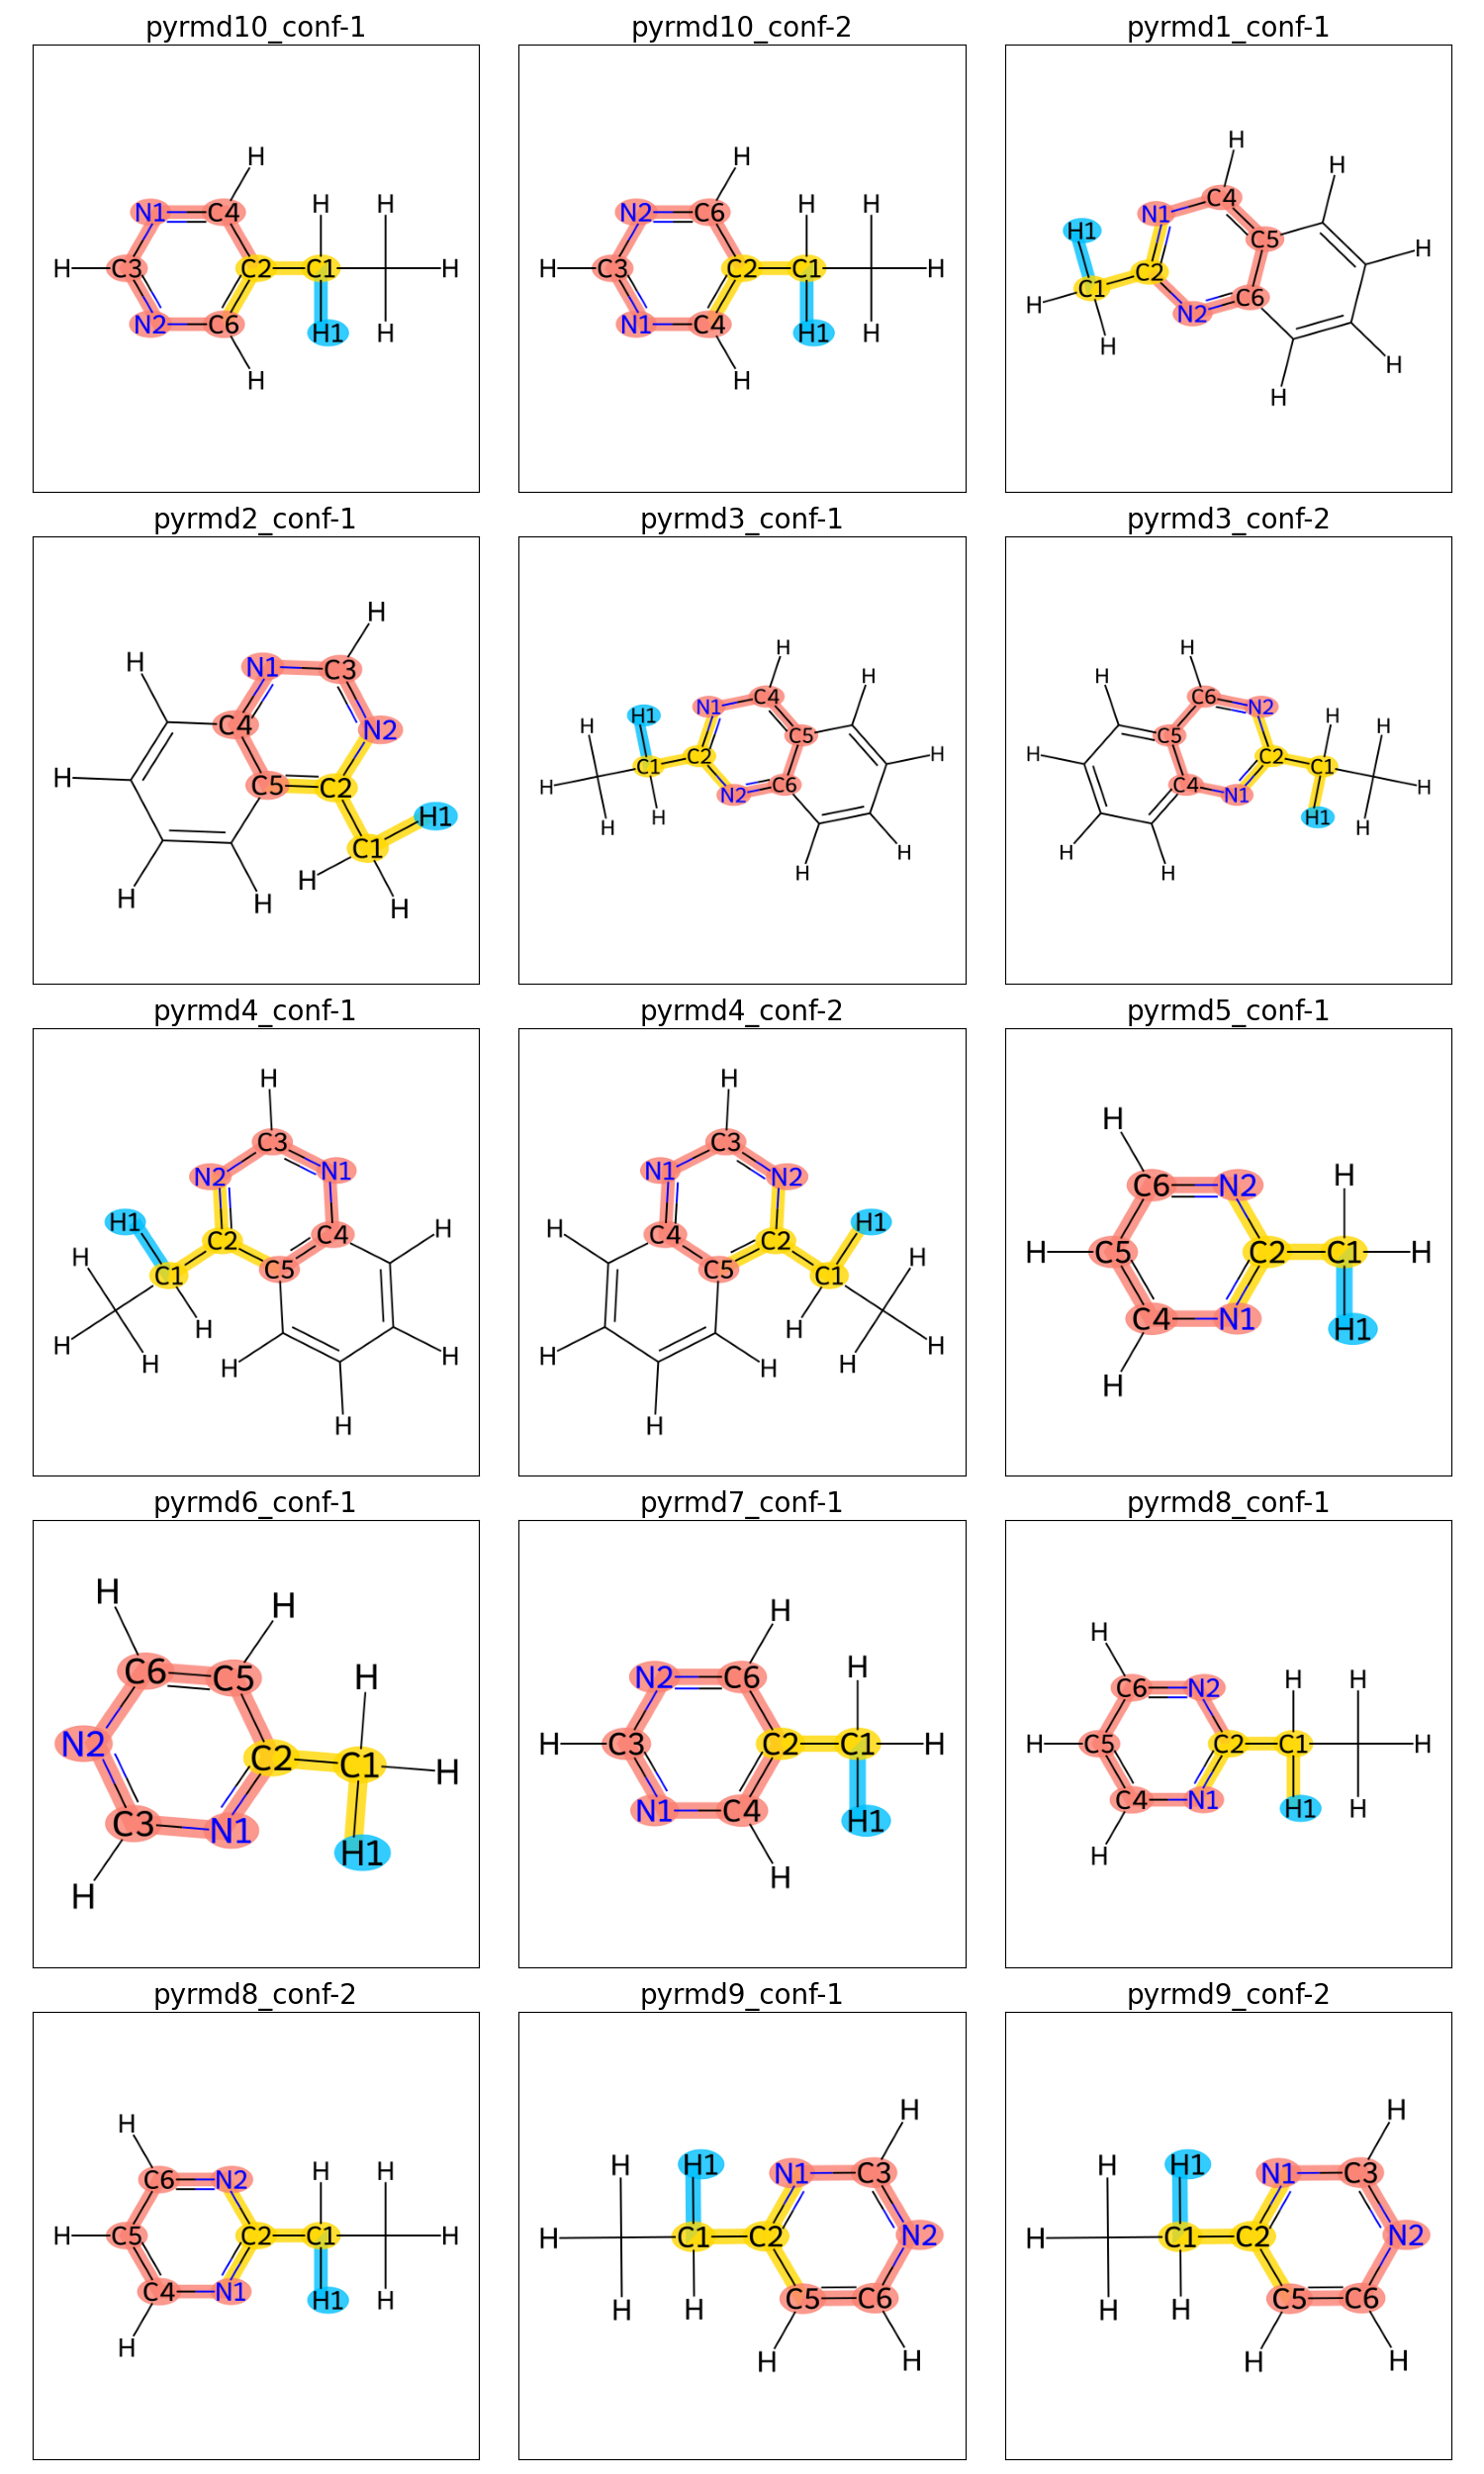 pyrmd10_conf-1 pyrmd10_conf-2 pyrmd1_conf-1
H H H
N1 C4 H H
H C3 C2 C1 H
N2 C6 H1 H
H
H H H
N2 C6 H H
H C3 C2 C1 H
N1 C4 H1 H
H
H H
C4
N1 H1 C5 H
C2
H C1 C6
N2
H H
H
pyrmd2_conf-1 pyrmd3_conf-1 pyrmd3_conf-2
H
H N1 C3
C4 N2
H C5 C2
H1
C1
H
H H H
H
H
C4
N1
H1
H C5
H
C2
C1
H C6
N2
H H
H
H
H
H
C6 N2
H H
C5
H C2
C1
C4 H
N1
H1
H
H
H
pyrmd4_conf-1 pyrmd4_conf-2 pyrmd5_conf-1
H
C3
N1
N2
H1
H
C4
C2
H
C5
C1
H
H
H
H H
H
H
C3
N1
N2
H1
H
C4
C2
H
C5
C1
H
H
H
H H
H
H
H
C6 N2
H C5 C2 C1 H
C4 N1 H1
H
pyrmd6_conf-1 pyrmd7_conf-1 pyrmd8_conf-1
H
H
C6 C5
H
N2
C2 C1
H
C3 N1
H1
H
H
H
N2 C6
H C3 C2 C1 H
N1 C4
H1
H
H
H H
C6 N2
H C5 C2 C1 H
C4 N1
H1 H
H
pyrmd8_conf-2 pyrmd9_conf-1 pyrmd9_conf-2
H
H H
C6 N2
H C5 C2 C1 H
C4 N1
H1 H
H
H
H H1
N1 C3
H C1 C2 N2
C5 C6
H H
H H
H
H H1
N1 C3
H C1 C2 N2
C5 C6
H H
H H